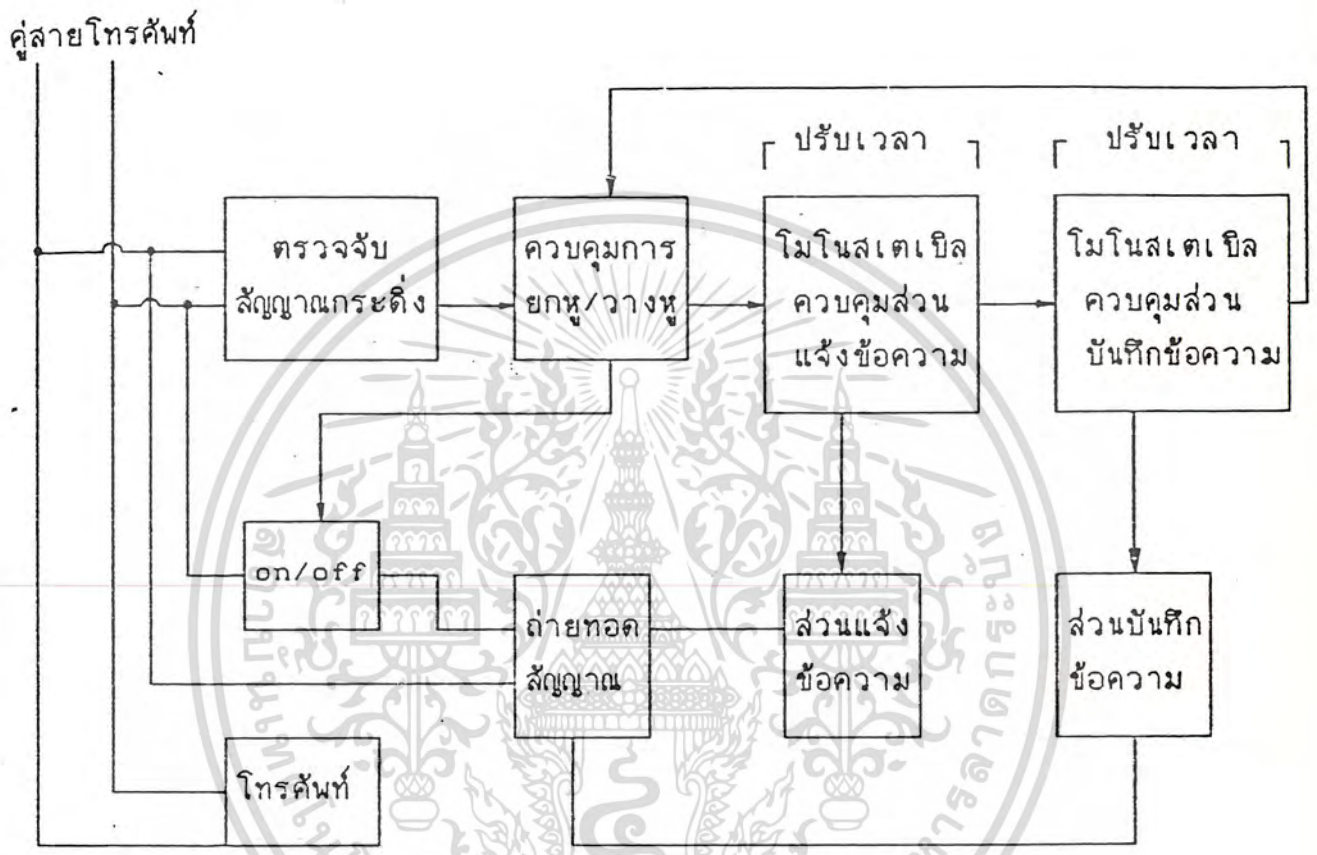 คู่สายโทรศัพท์
ปรับเวลา
ปรับเวลา
ตรวจจับ
สัญญาณกระดิ่ง
ควบคุมการ
ยกหู/วางหู
โมโนสเตเบิล
ควบคุมส่วน
แจ้งข้อความ
โมโนสเตเบิล
ควบคุมส่วน
บันทึกข้อความ
on/off
ถ่ายทอด
สัญญาณ
ส่วนแจ้ง
ข้อความ
ส่วนบันทึก
ข้อความ
โทรศัพท์